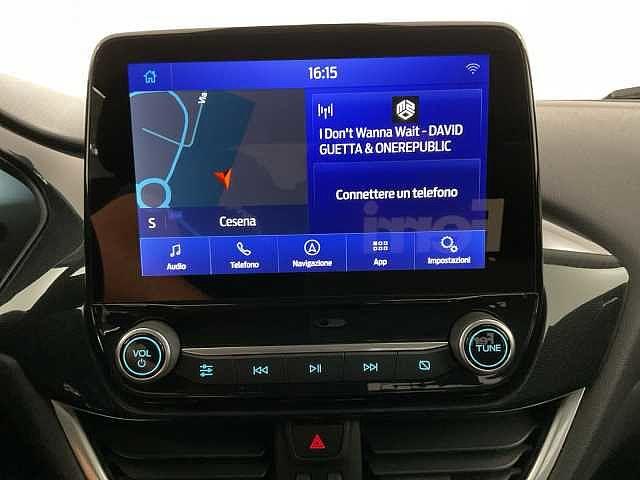 16:15
Via
I Don't Wanna Wait - DAVID
GUETTA & ONEREPUBLIC
Connettere un telefono
S
Cesena
Audio
Telefono
Navigazione
App
Impostazioni
VOL
TUNE